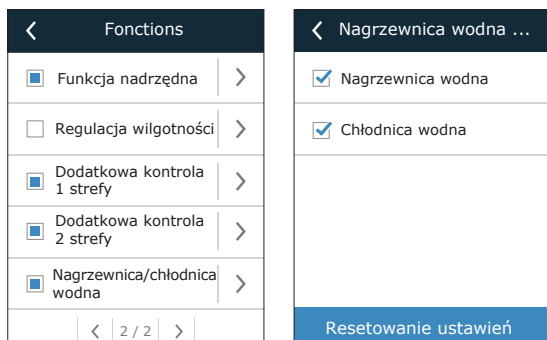 Fonctions
Funkcja nadrzędna
Regulacja wilgotności
Dodatkowa kontrola
1 strefy
Dodatkowa kontrola
2 strefy
Nagrzewnica/chłodnica
wodna
2 / 2
Nagrzewnica wodna ...
Nagrzewnica wodna
Chłodnica wodna
Resetowanie ustawień